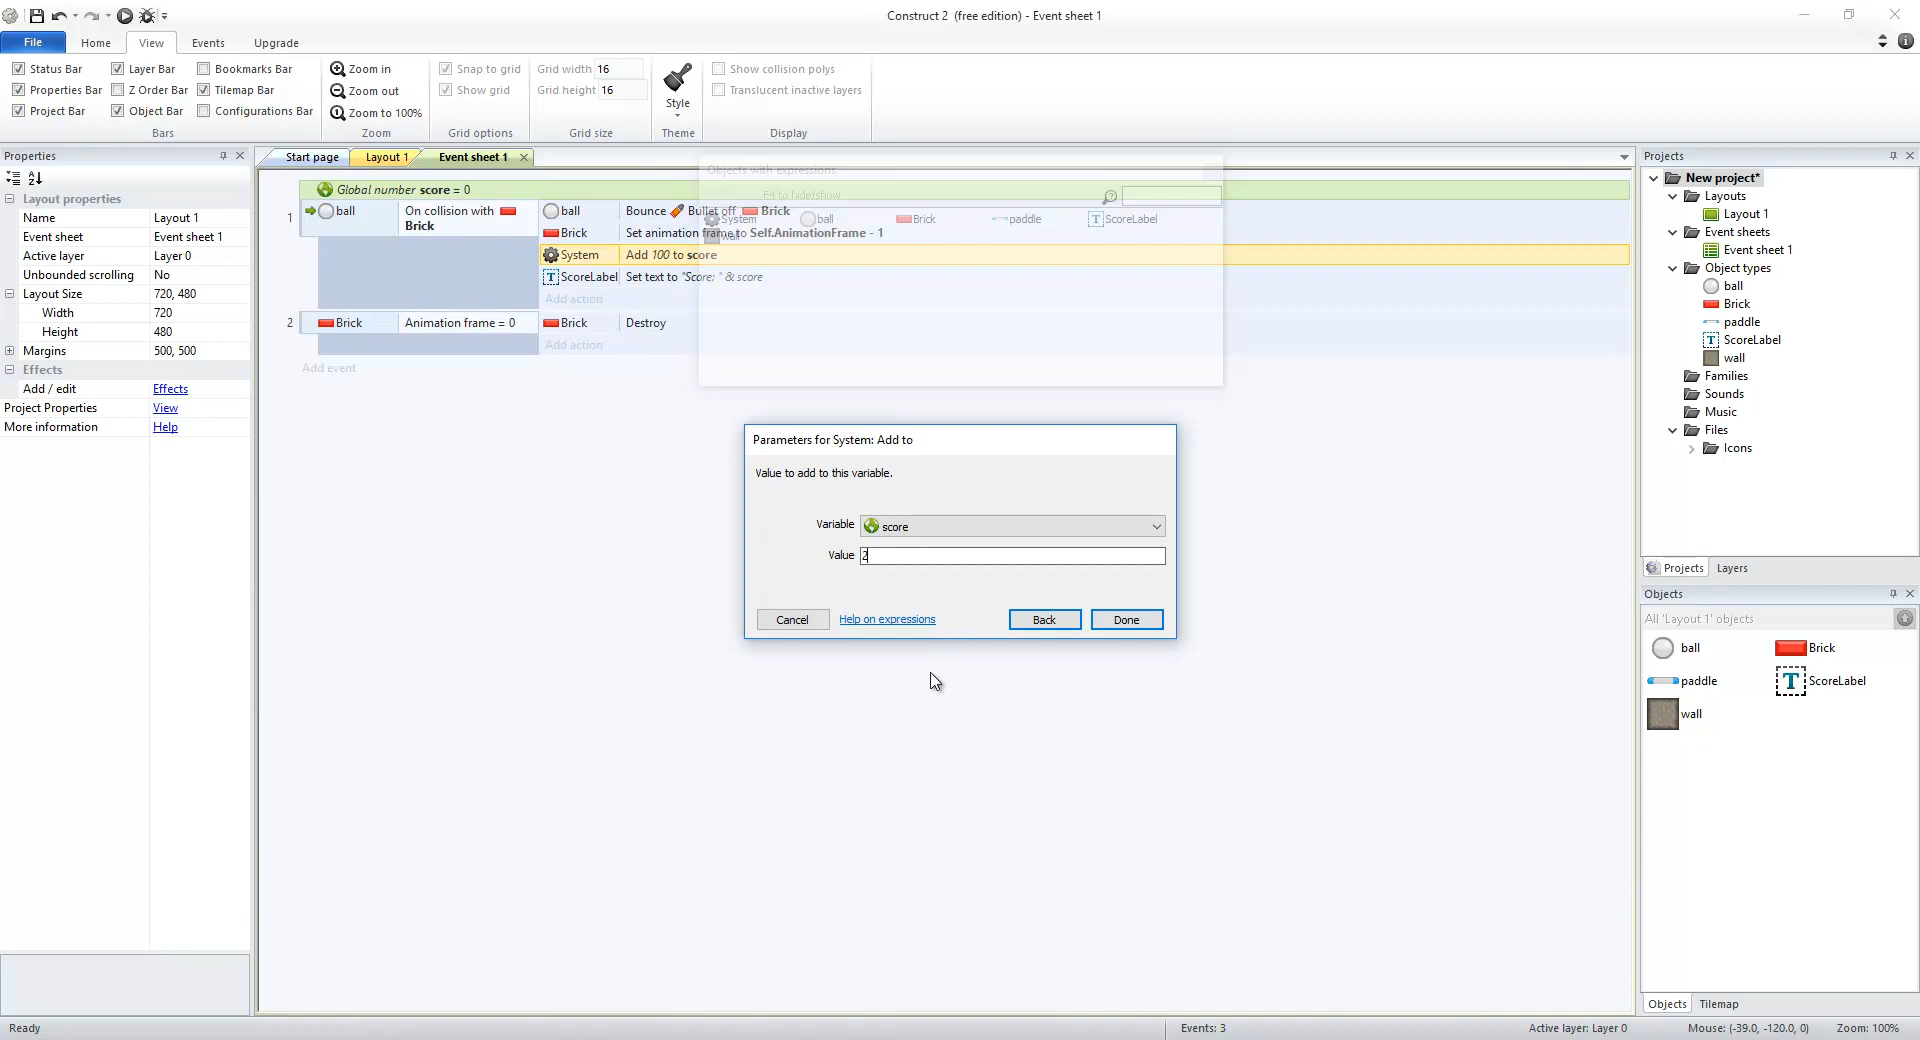 Construct 2 (free edition) - Event sheet 1
File Home View Events Upgrade
Status Bar Layer Bar Bookmarks Bar Zoom in Snap to grid Grid width 16 Show collision polys
Properties Bar Z Order Bar Tilemap Bar Zoom out Show grid Grid height 16 Translucent inactive layers
Project Bar Object Bar Configurations Bar Zoom to 100% Style
Bars Zoom Grid options Grid size Theme Display
Properties
Layout properties
Name Layout 1
Event sheet Event sheet 1
Active layer Layer 0
Unbounded scrolling No
Layout Size 720, 480
Width 720
Height 480
Margins 500, 500
Effects
Add / edit Effects
Project Properties View
More information Help
Start page Layout 1 Event sheet 1
Global number score = 0
1 ball On collision with Brick
ball Bounce Bullet off Brick
Brick Set animation frame to Self.AnimationFrame - 1
System Add 100 to score
T ScoreLabel Set text to "Score: " & score
Add action
2 Brick Animation frame = 0 Brick Destroy
Add action
Add event
Objects with expressions
F4 to hide/show
System ball Brick paddle T ScoreLabel
wall
Parameters for System: Add to
Value to add to this variable.
Variable score
Value 2
Cancel Help on expressions Back Done
Projects
New project*
Layouts
Layout 1
Event sheets
Event sheet 1
Object types
ball
Brick
paddle
T ScoreLabel
wall
Families
Sounds
Music
Files
Icons
Projects Layers
Objects
All 'Layout 1' objects
ball Brick
paddle T ScoreLabel
wall
Objects Tilemap
Ready Events: 3 Active layer: Layer 0 Mouse: (-39.0, -120.0, 0) Zoom: 100%